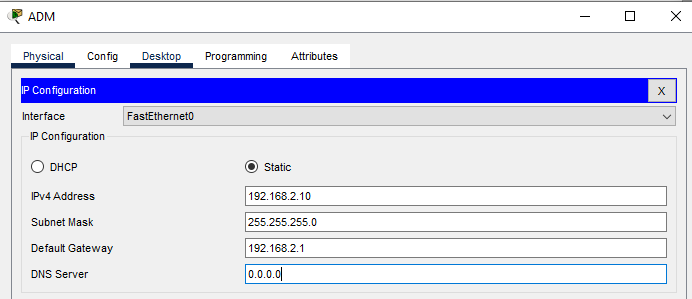 ADM
Physical Config Desktop Programming Attributes
IP Configuration X
Interface FastEthernet0
IP Configuration
DHCP Static
IPv4 Address 192.168.2.10
Subnet Mask 255.255.255.0
Default Gateway 192.168.2.1
DNS Server 0.0.0.0